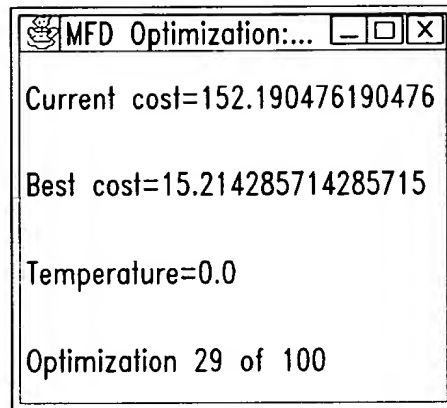 MFD Optimization:...
Current cost=152.190476190476
Best cost=15.214285714285715
Temperature=0.0
Optimization 29 of 100